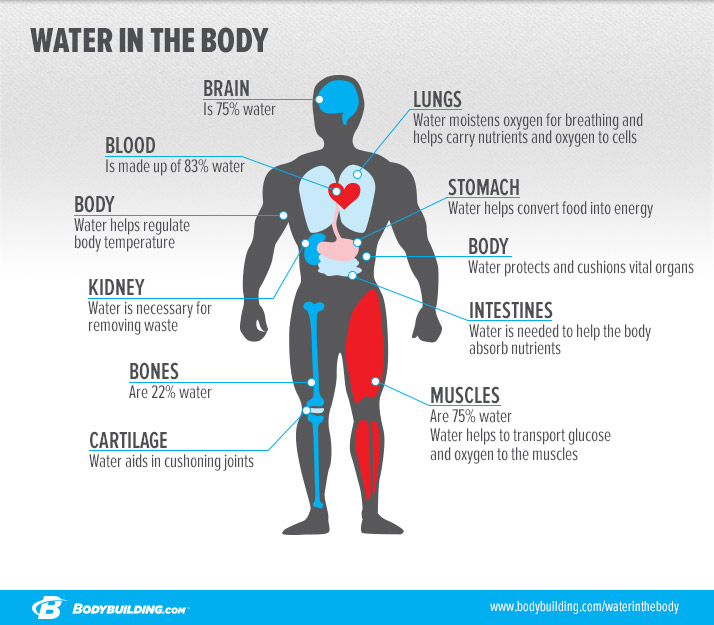 WATER IN THE BODY
BRAIN
Is 75% water
LUNGS
Water moistens oxygen for breathing and
helps carry nutrients and oxygen to cells
BLOOD
Is made up of 83% water
STOMACH
Water helps convert food into energy
BODY
Water helps regulate
body temperature
BODY
Water protects and cushions vital organs
KIDNEY
Water is necessary for
removing waste
INTESTINES
Water is needed to help the body
absorb nutrients
BONES
Are 22% water
MUSCLES
Are 75% water
Water helps to transport glucose
and oxygen to the muscles
CARTILAGE
Water aids in cushoning joints
B BODYBUILDING.COM™
www.bodybuilding.com/waterinthebody